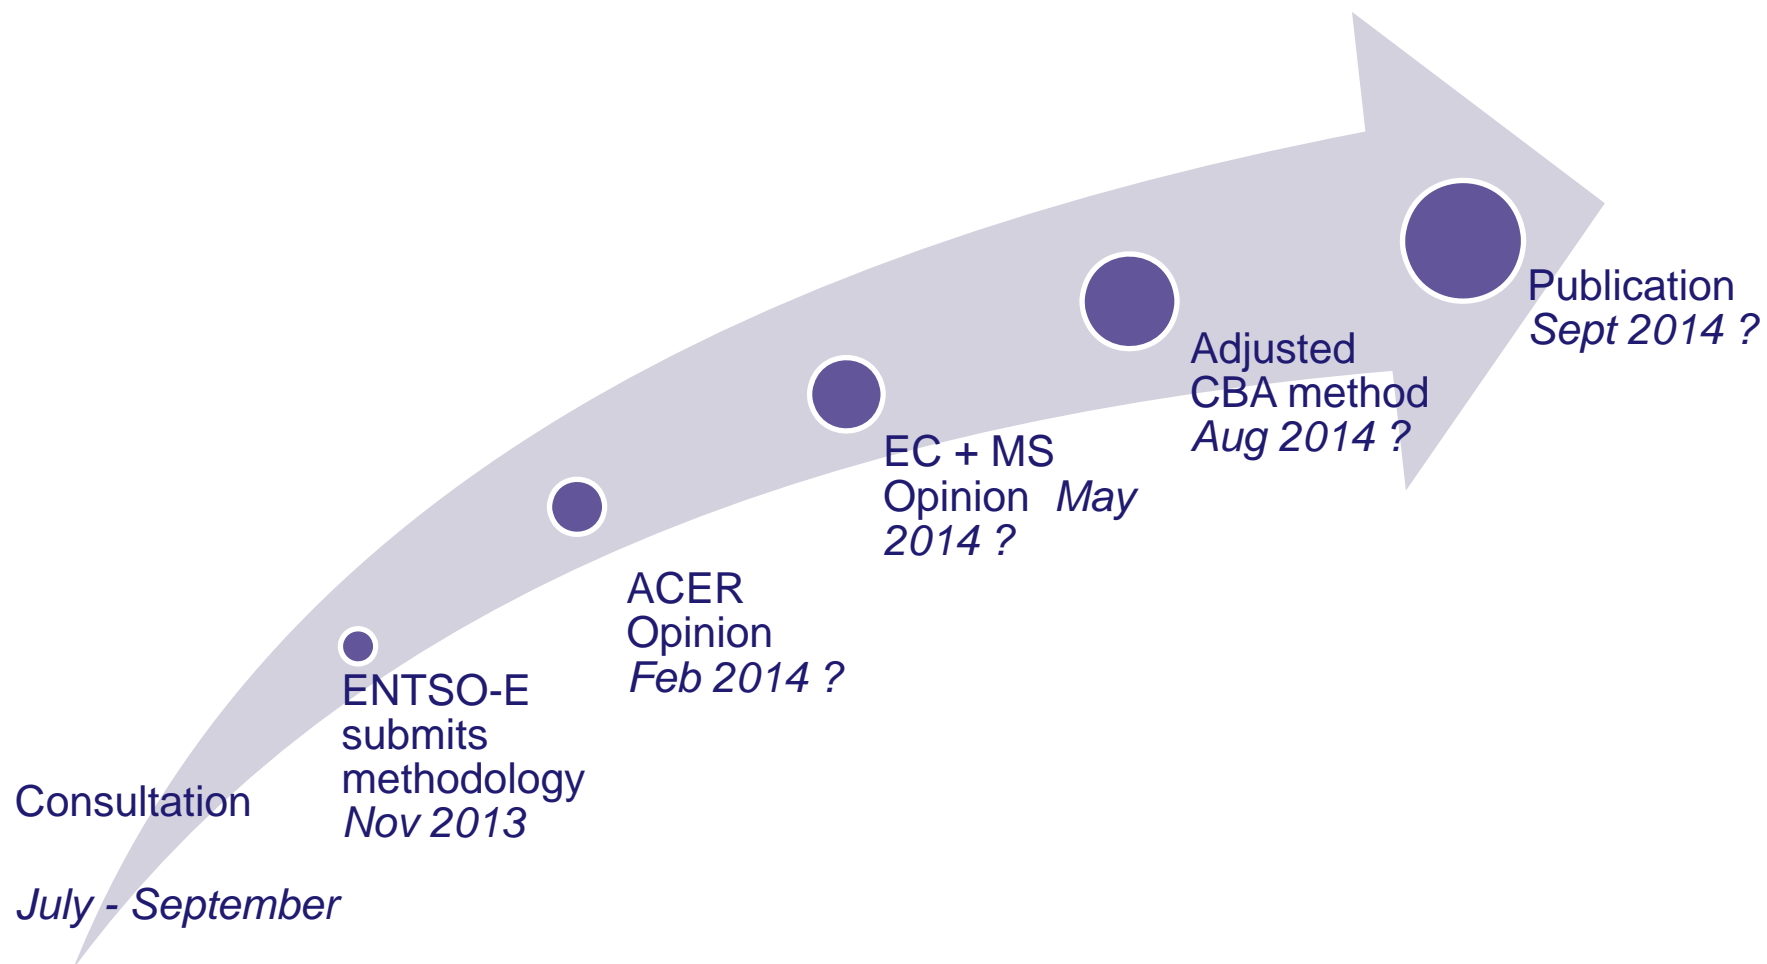 Consultation
July - September
ENTSO-E
submits
methodology
Nov 2013
ACER
Opinion
Feb 2014 ?
EC + MS
Opinion May
2014 ?
Adjusted
CBA method
Aug 2014 ?
Publication
Sept 2014 ?